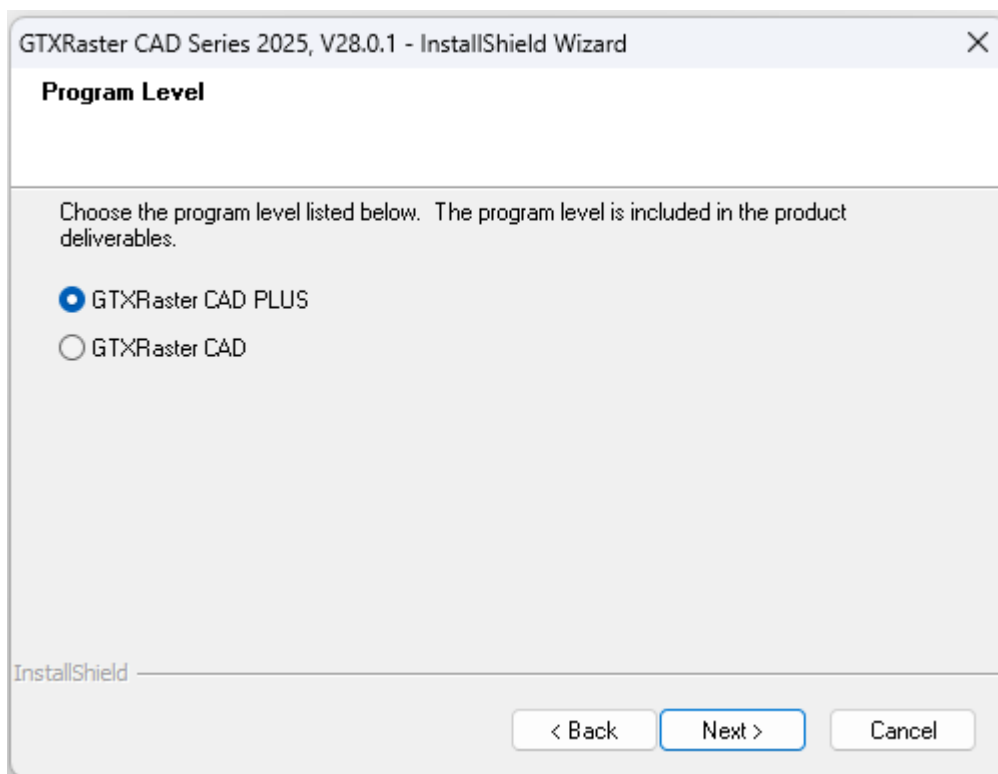 GTXRaster CAD Series 2025, V28.0.1 - InstallShield Wizard
Program Level
Choose the program level listed below.  The program level is included in the product
deliverables.
GTXRaster CAD PLUS
GTXRaster CAD
InstallShield
< Back
Next >
Cancel